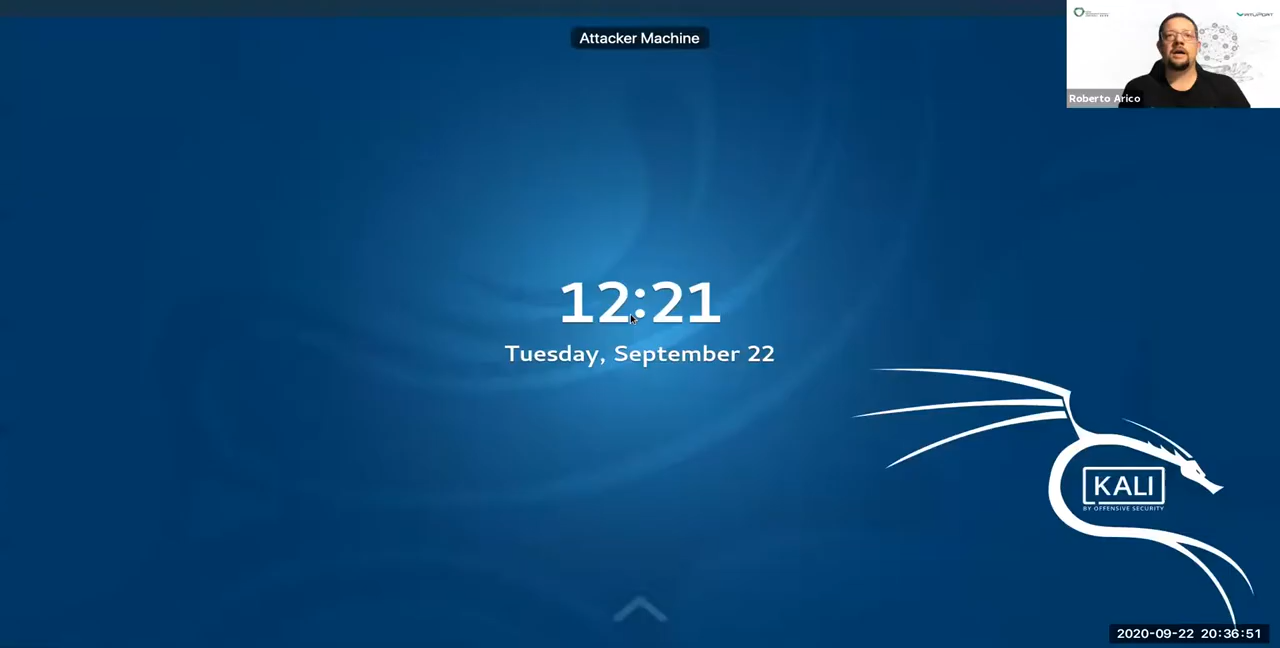 Attacker Machine
Roberto Arico
12:21
Tuesday, September 22
KALI
BY OFFENSIVE SECURITY
2020-09-22 20:36:51